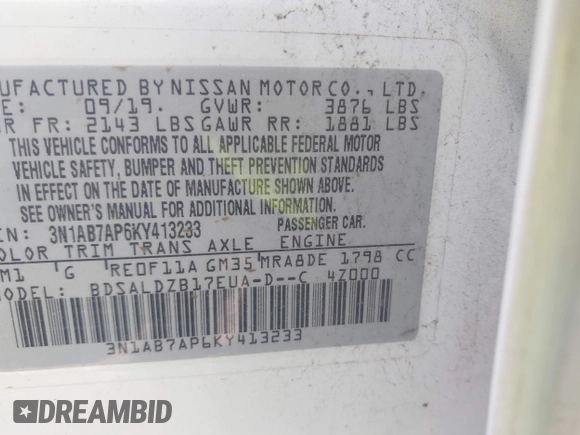 NUFACTURED BY NISSAN MOTOR CO., LTD.
E: 09/19. GVWR: 3876 LBS
R FR: 2143 LBS GAWR RR: 1881 LBS
THIS VEHICLE CONFORMS TO ALL APPLICABLE FEDERAL MOTOR
VEHICLE SAFETY, BUMPER AND THEFT PREVENTION STANDARDS
IN EFFECT ON THE DATE OF MANUFACTURE SHOWN ABOVE.
SEE OWNER'S MANUAL FOR ADDITIONAL INFORMATION.
N: 3N1AB7AP6KY413233 PASSENGER CAR.
OLOR TRIM TRANS AXLE ENGINE
M1 G RE0F11A GM35 MRA8DE 1798 CC
MODEL: BDSALDZB17EUA-D--C 4Z000
3N1AB7AP6KY413233
DREAMBID